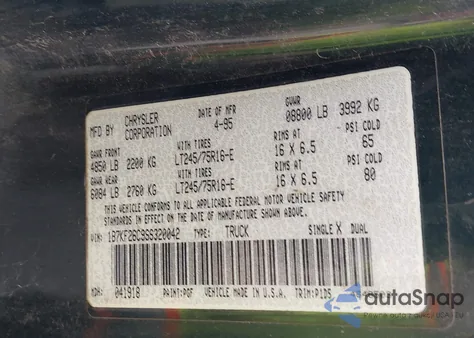 MFD BY CHRYSLER CORPORATION DATE OF MFR 4-95 GVWR 08800 LB 3992 KG
GAWR FRONT WITH TIRES RIMS AT PSI COLD
4850 LB 2200 KG LT245/75R16-E 16 X 6.5 65
GAWR REAR WITH TIRES RIMS AT PSI COLD
6084 LB 2760 KG LT245/75R16-E 16 X 6.5 80
THIS VEHICLE CONFORMS TO ALL APPLICABLE FEDERAL MOTOR VEHICLE SAFETY
STANDARDS IN EFFECT ON THE DATE OF MANUFACTURE SHOWN ABOVE
VIN: 1B7KF26C9SS320042 TYPE: TRUCK SINGLE X DUAL
MDA: 041918 PAINT: PGF VEHICLE MADE IN U.S.A. TRIM: P1DS
autoSnap